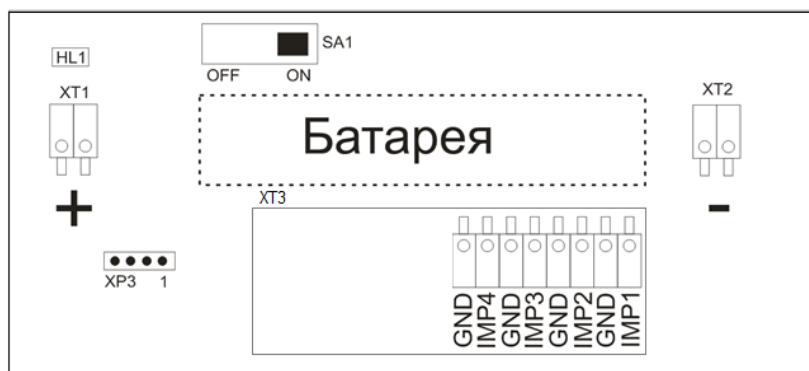 HL1
SA1
OFF ON
XT1
XT2
Батарея
+
-
XT3
XP3 1
GND
IMP4
GND
IMP3
GND
IMP2
GND
IMP1